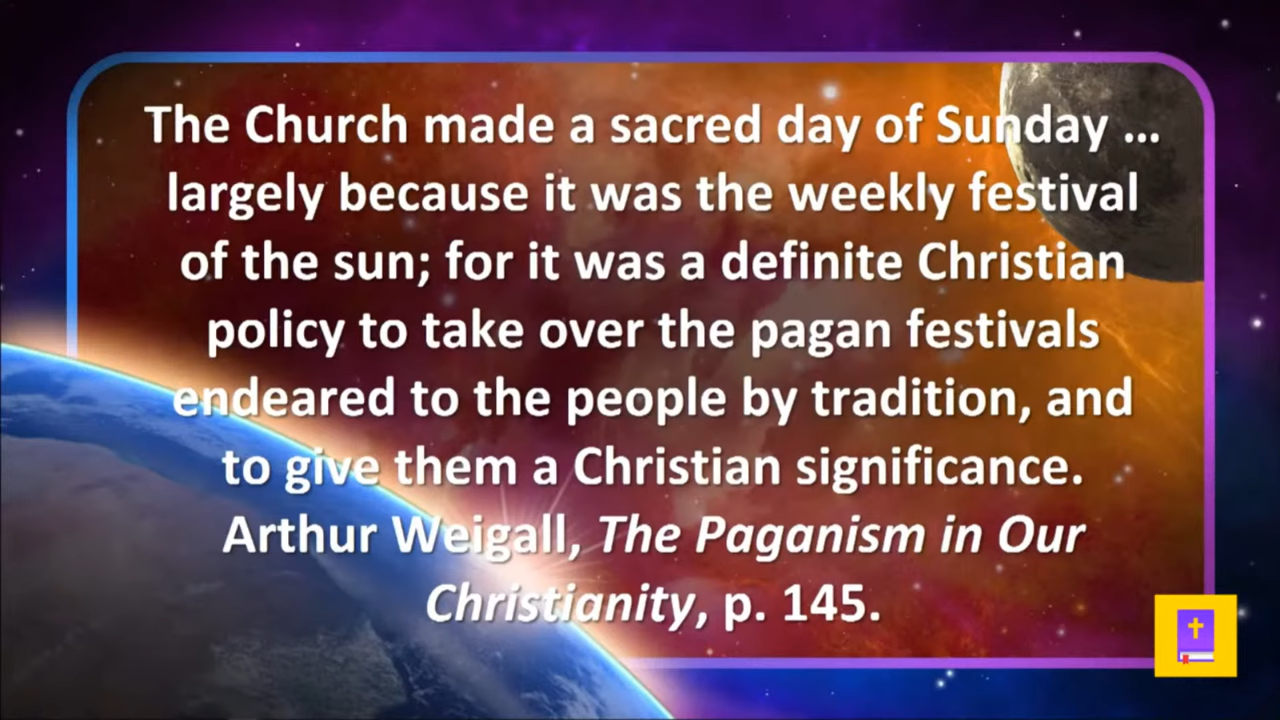 The Church made a sacred day of Sunday ...
largely because it was the weekly festival
of the sun; for it was a definite Christian
policy to take over the pagan festivals
endeared to the people by tradition, and
to give them a Christian significance.
Arthur Weigall, The Paganism in Our
Christianity, p. 145.